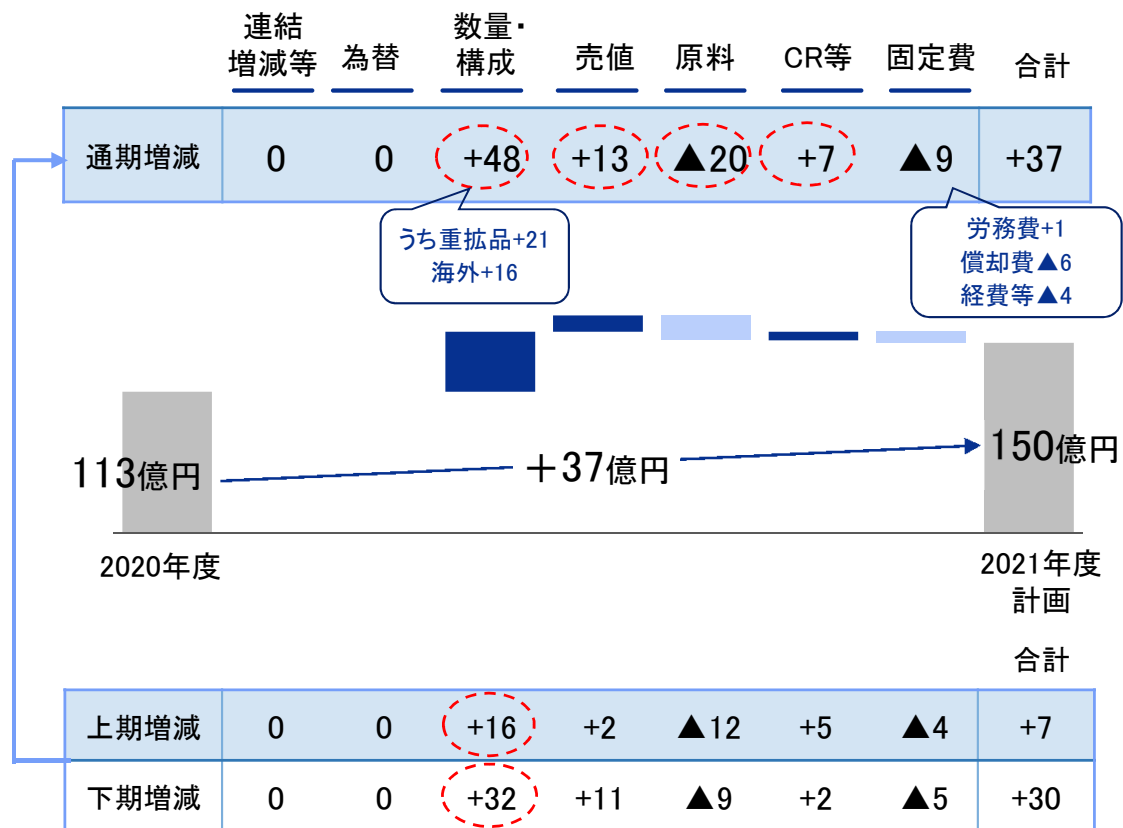 連結 増減等 為替 数量・構成 売値 原料 CR等 固定費 合計
通期増減 0 0 +48 +13 ▲20 +7 ▲9 +37
うち重拡品+21
海外+16
労務費+1
償却費▲6
経費等▲4
113億円
+37億円
150億円
2020年度
2021年度
計画
合計
上期増減 0 0 +16 +2 ▲12 +5 ▲4 +7
下期増減 0 0 +32 +11 ▲9 +2 ▲5 +30